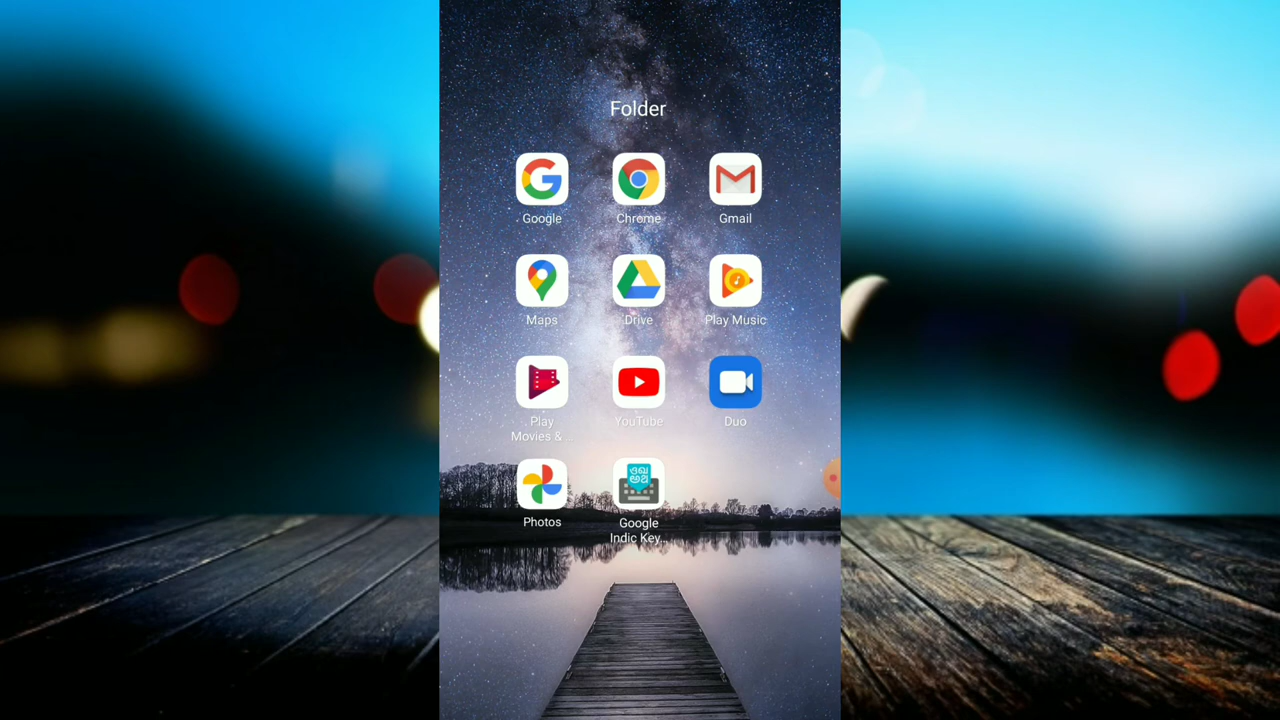 Folder
Google
Chrome
Gmail
Maps
Drive
Play Music
Play
Movies & ...
YouTube
Duo
Photos
Google
Indic Key...